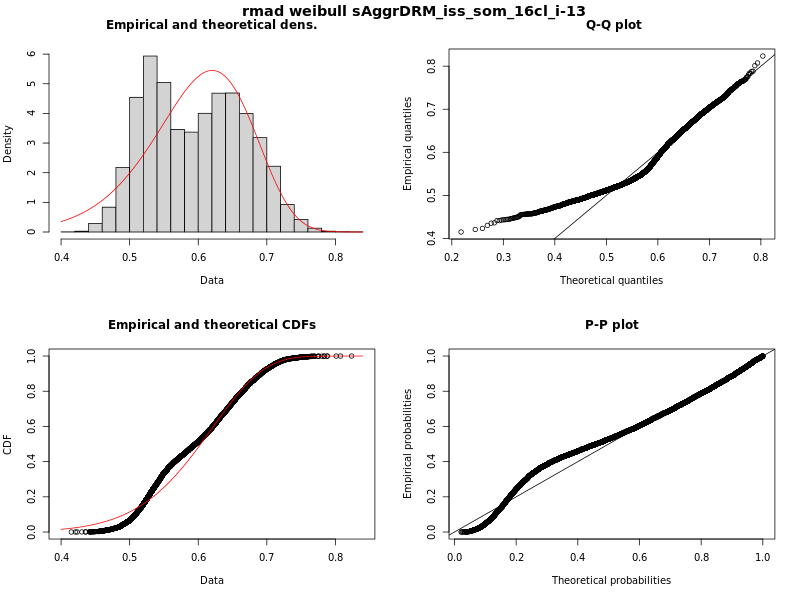 rmad weibull sAggrDRM_iss_som_16cl_i-13
Empirical and theoretical dens.
Density
0 1 2 3 4 5 6
0.4 0.5 0.6 0.7 0.8
Data
Q-Q plot
Empirical quantiles
0.4 0.5 0.6 0.7 0.8
0.2 0.3 0.4 0.5 0.6 0.7 0.8
Theoretical quantiles
Empirical and theoretical CDFs
CDF
0.0 0.2 0.4 0.6 0.8 1.0
0.4 0.5 0.6 0.7 0.8
Data
P-P plot
Empirical probabilities
0.0 0.2 0.4 0.6 0.8 1.0
0.0 0.2 0.4 0.6 0.8 1.0
Theoretical probabilities